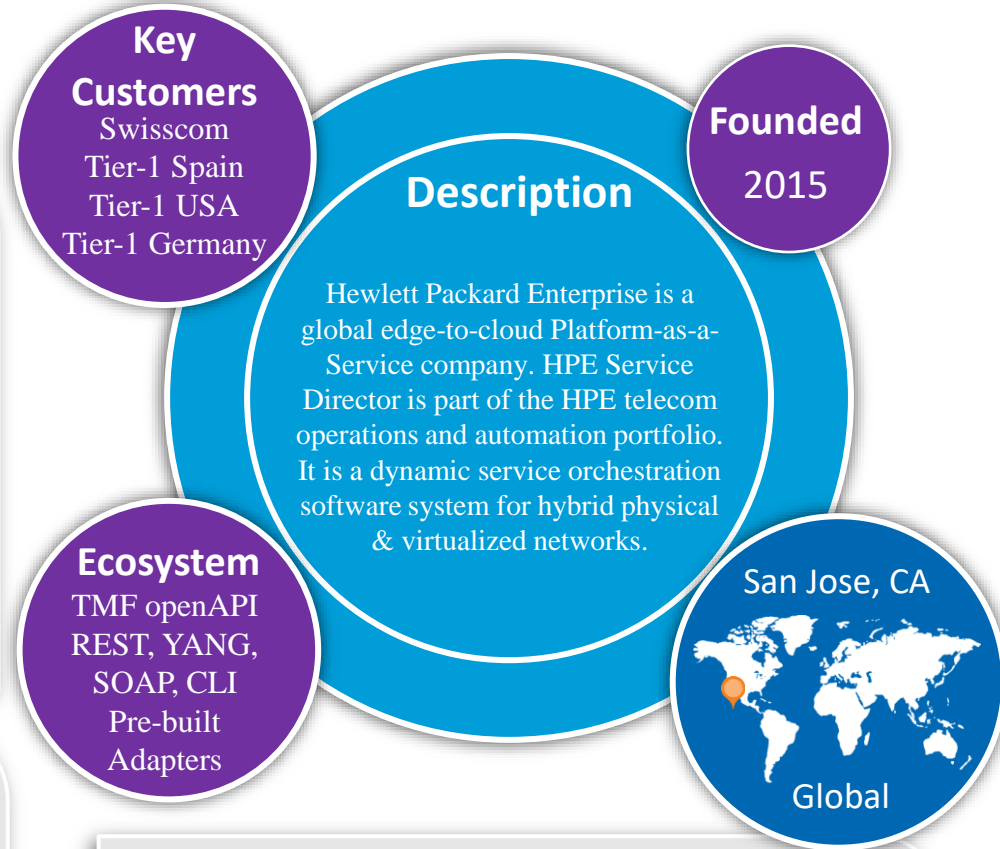 Key
Customers
Swisscom
Tier-1 Spain
Tier-1 USA
Tier-1 Germany
Founded
2015
Description
Hewlett Packard Enterprise is a
global edge-to-cloud Platform-as-a-
Service company. HPE Service
Director is part of the HPE telecom
operations and automation portfolio.
It is a dynamic service orchestration
software system for hybrid physical
& virtualized networks.
Ecosystem
TMF openAPI
REST, YANG,
SOAP, CLI
Pre-built
Adapters
San Jose, CA
Global